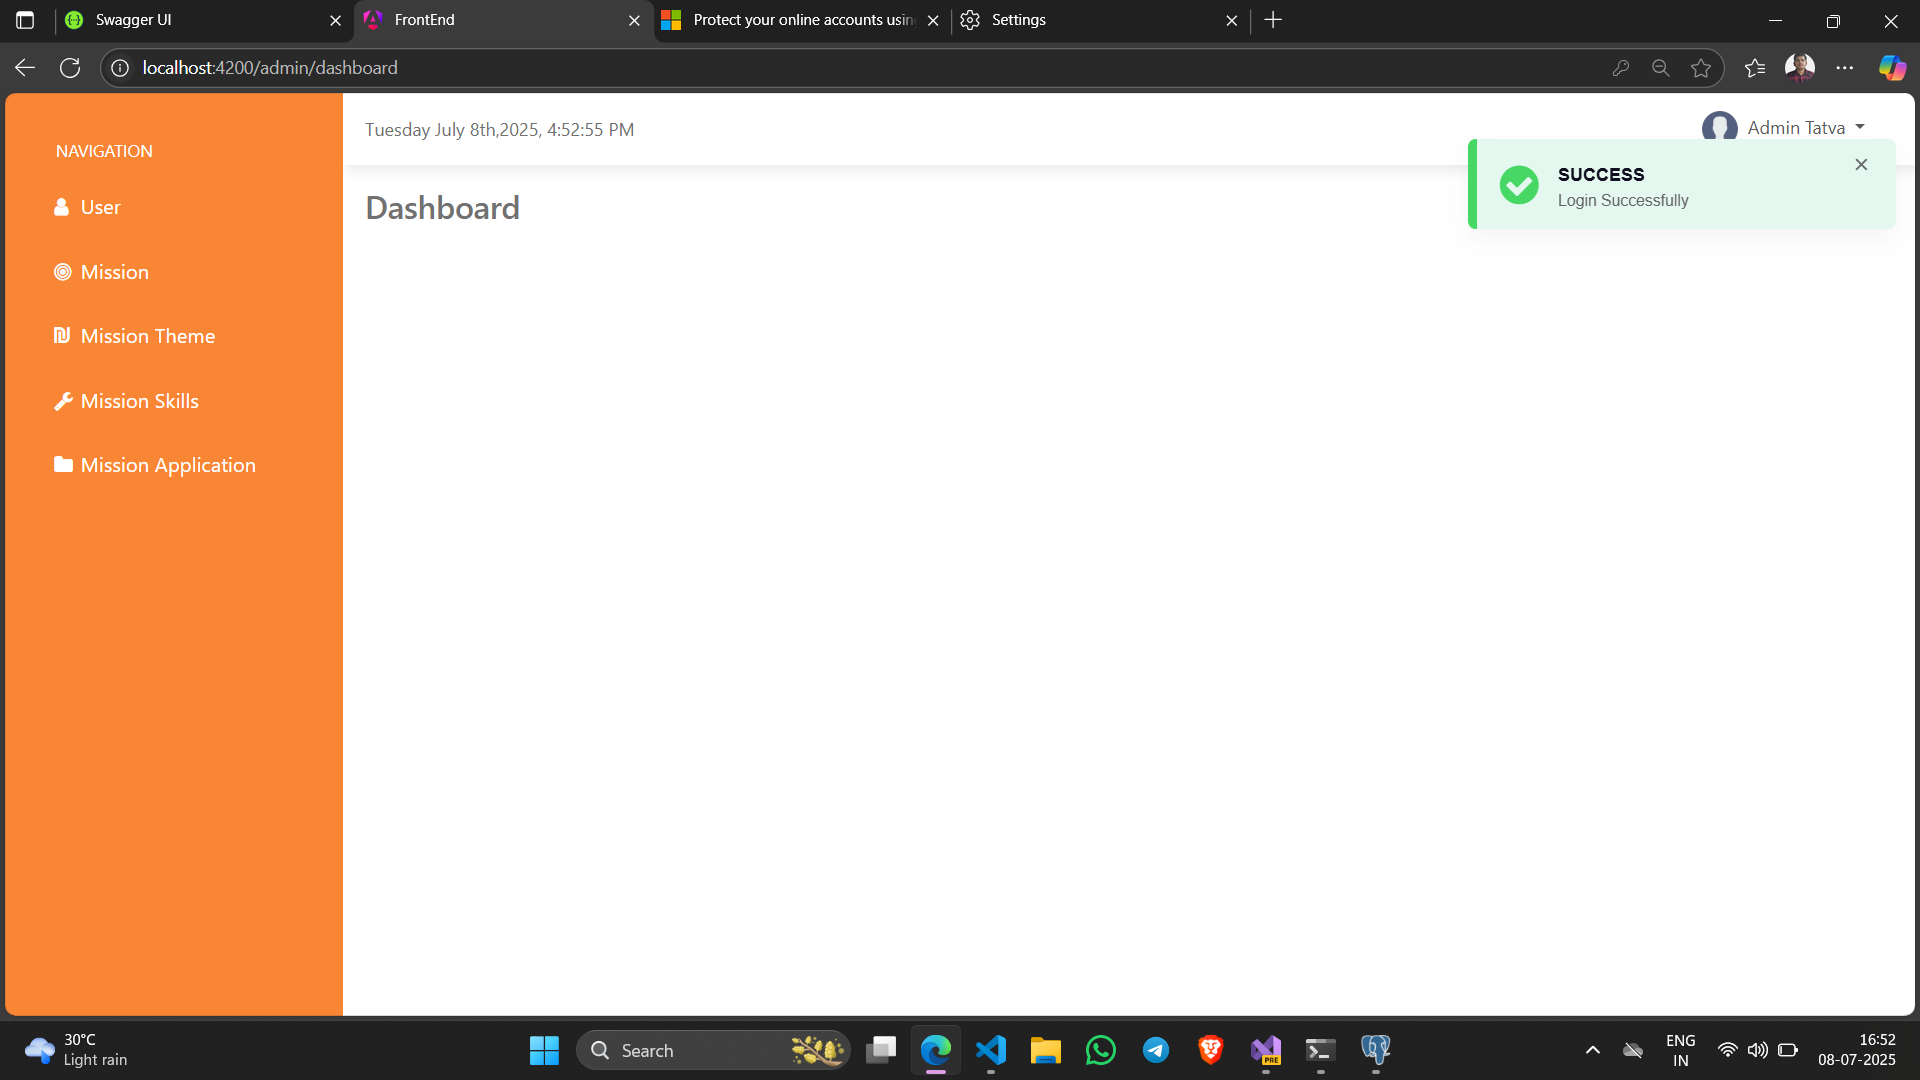 Swagger UI
FrontEnd
Protect your online accounts usin
Settings
localhost:4200/admin/dashboard
NAVIGATION
User
Mission
Mission Theme
Mission Skills
Mission Application
Tuesday July 8th,2025, 4:52:55 PM
Admin Tatva
Dashboard
SUCCESS
Login Successfully
30°C
Light rain
Search
PRE
ENG
IN
16:52
08-07-2025